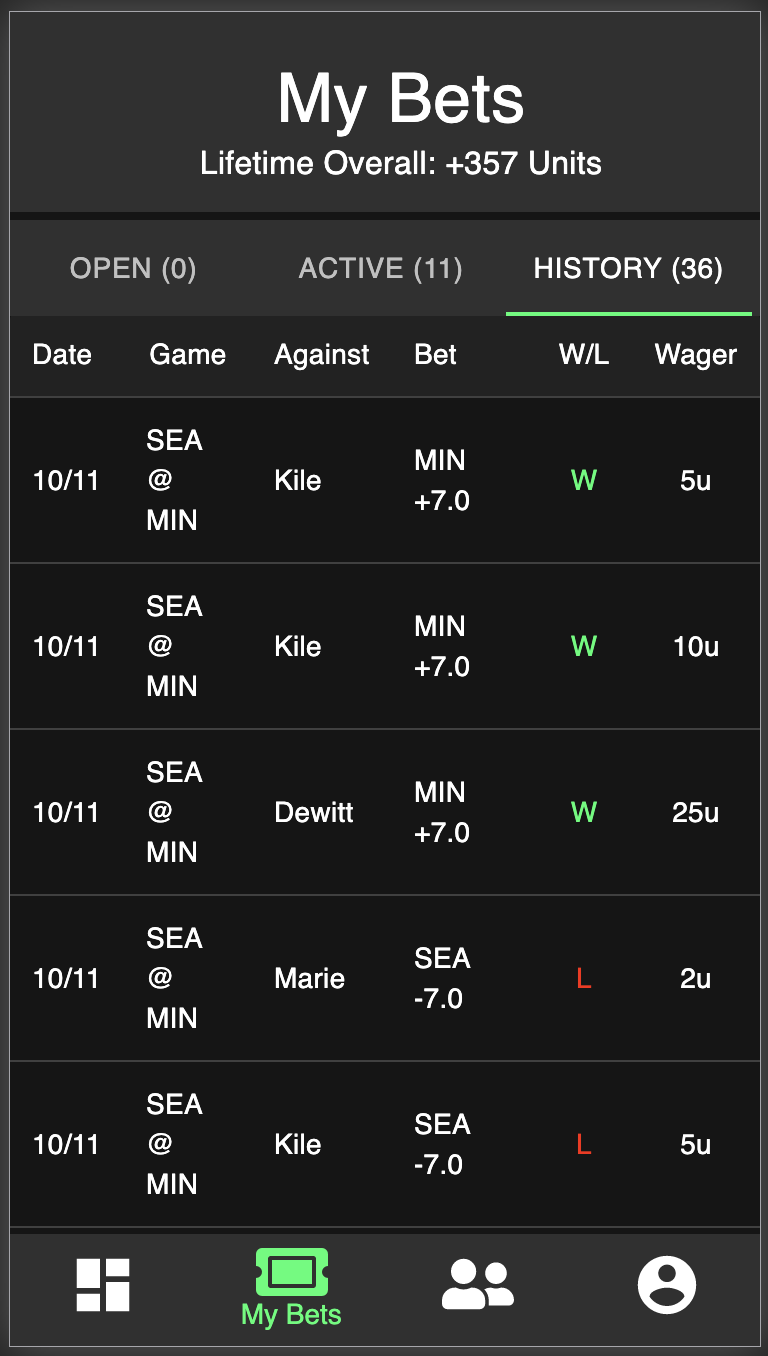 My Bets
Lifetime Overall: +357 Units
OPEN (0) ACTIVE (11) HISTORY (36)
Date Game Against Bet W/L Wager
10/11 SEA @ MIN Kile MIN +7.0 W 5u
10/11 SEA @ MIN Kile MIN +7.0 W 10u
10/11 SEA @ MIN Dewitt MIN +7.0 W 25u
10/11 SEA @ MIN Marie SEA -7.0 L 2u
10/11 SEA @ MIN Kile SEA -7.0 L 5u
My Bets